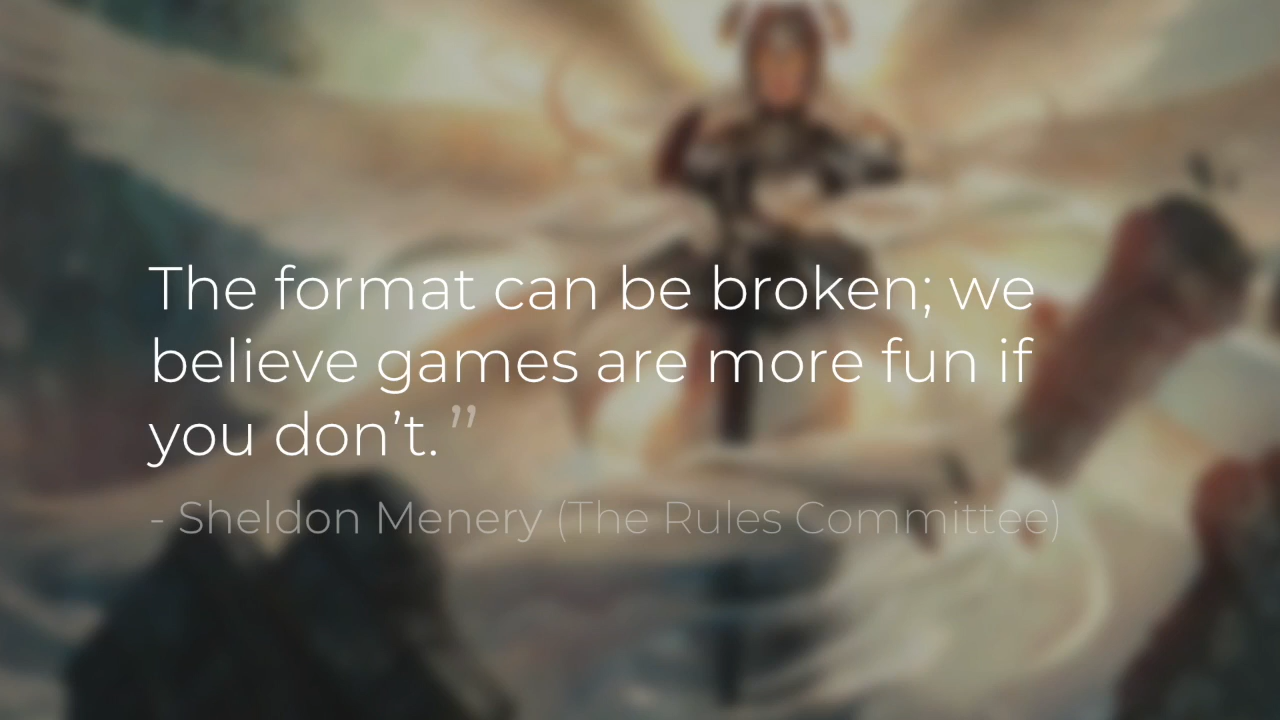 The format can be broken; we
believe games are more fun if
you don’t. ”
- Sheldon Menery (The Rules Committee)